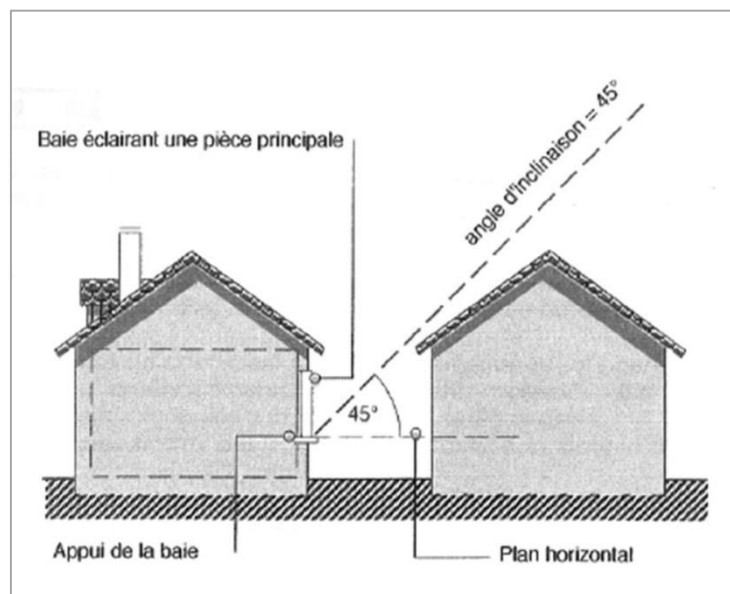 Baie éclairant une pièce principale
angle d'inclinaison = 45°
45°
Appui de la baie
Plan horizontal